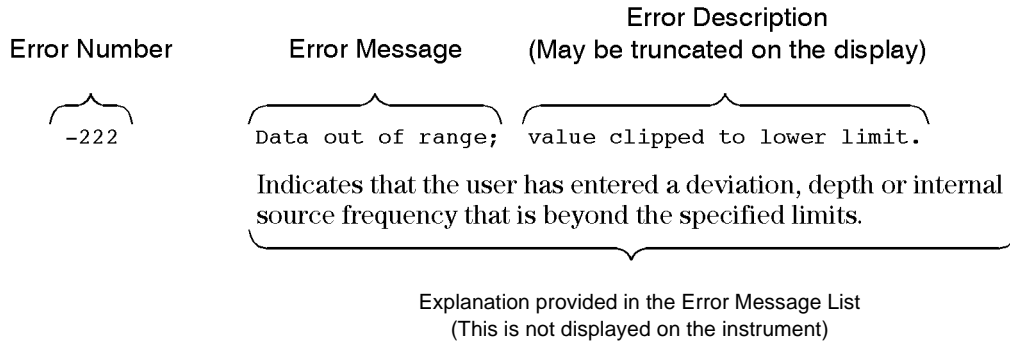 Error Description
Error Number Error Message (May be truncated on the display)
-222 Data out of range; value clipped to lower limit.
Indicates that the user has entered a deviation, depth or internal
source frequency that is beyond the specified limits.
Explanation provided in the Error Message List
(This is not displayed on the instrument)